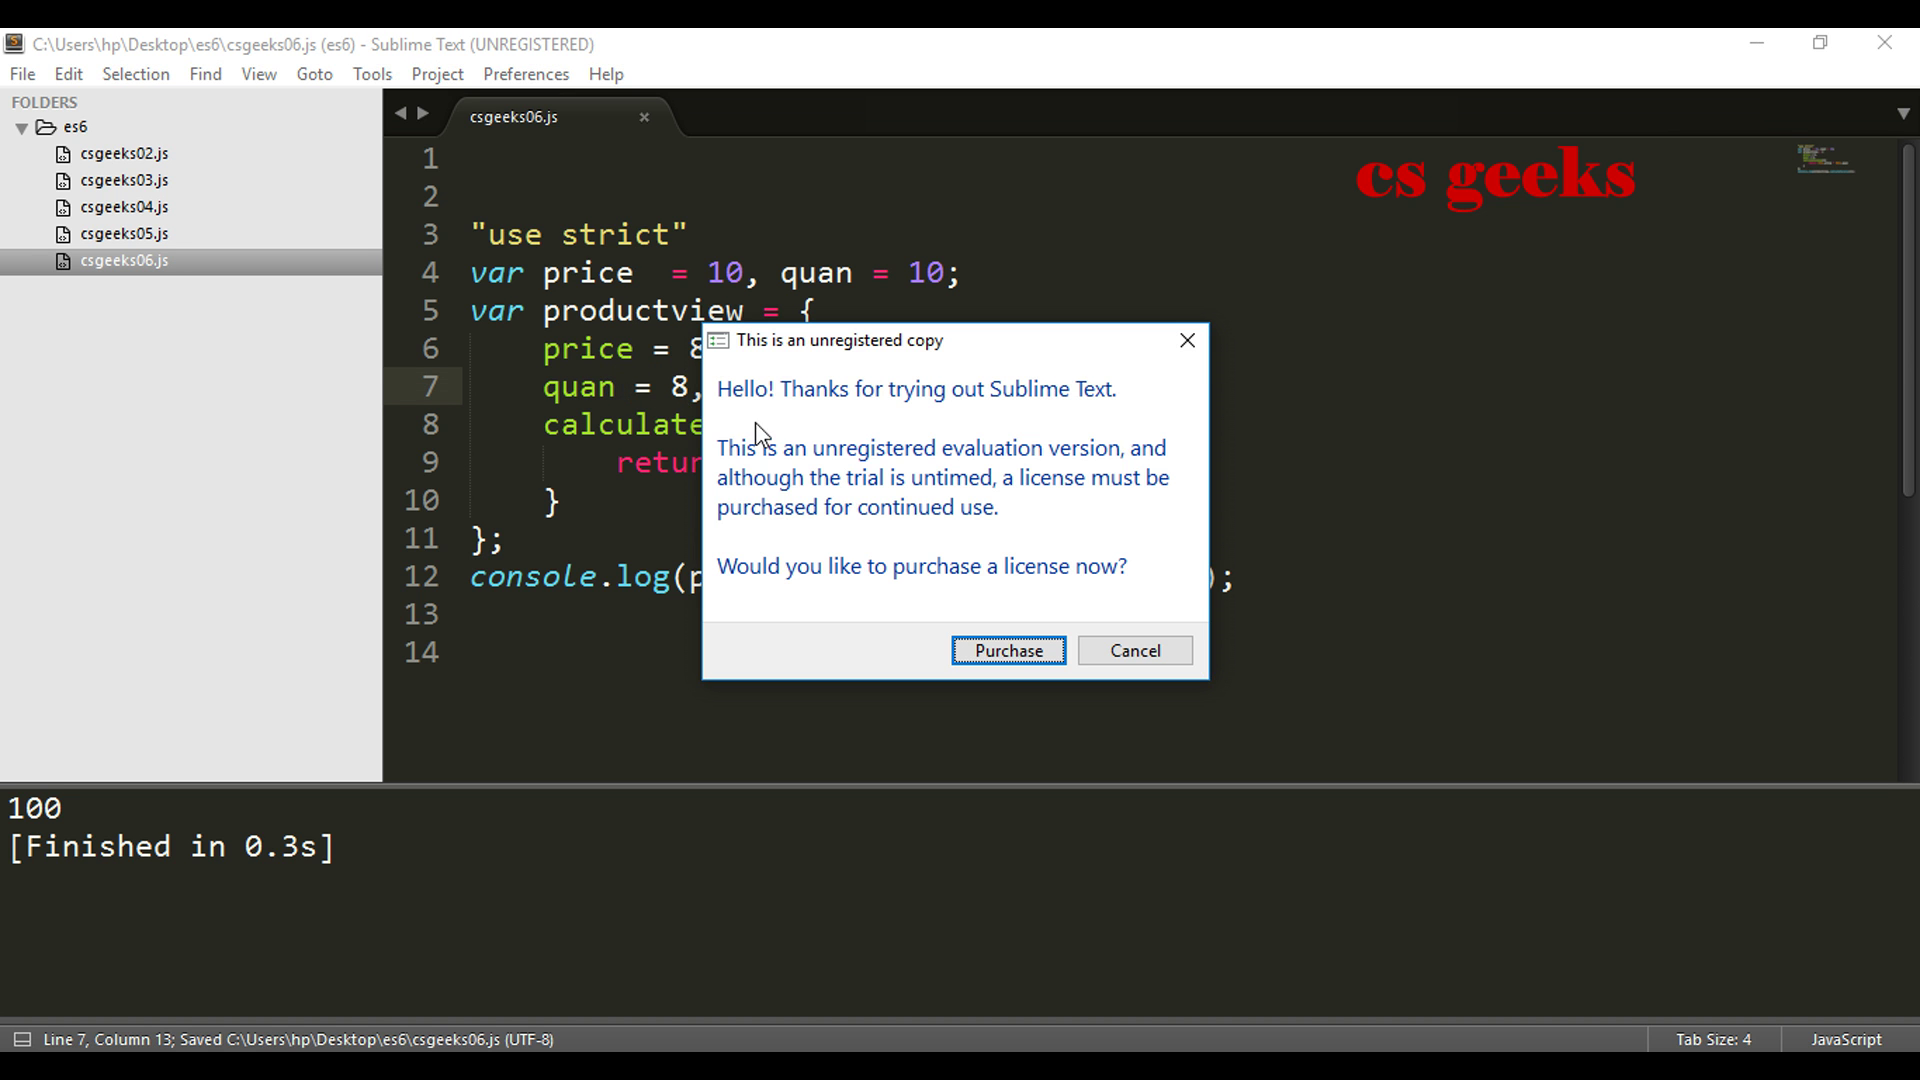 C:\Users\hp\Desktop\es6\csgeeks06.js (es6) - Sublime Text (UNREGISTERED)
File Edit Selection Find View Goto Tools Project Preferences Help
FOLDERS
es6
csgeeks02.js
csgeeks03.js
csgeeks04.js
csgeeks05.js
csgeeks06.js
csgeeks06.js
cs geeks
1
2
3 "use strict"
4 var price = 10, quan = 10;
5 var productview = {
6 price = 8
7 quan = 8,
8 calculate
9 retur
10 }
11 };
12 console.log(p );
13
14
This is an unregistered copy
Hello! Thanks for trying out Sublime Text.
This is an unregistered evaluation version, and
although the trial is untimed, a license must be
purchased for continued use.
Would you like to purchase a license now?
Purchase Cancel
100
[Finished in 0.3s]
Line 7, Column 13; Saved C:\Users\hp\Desktop\es6\csgeeks06.js (UTF-8) Tab Size: 4 JavaScript